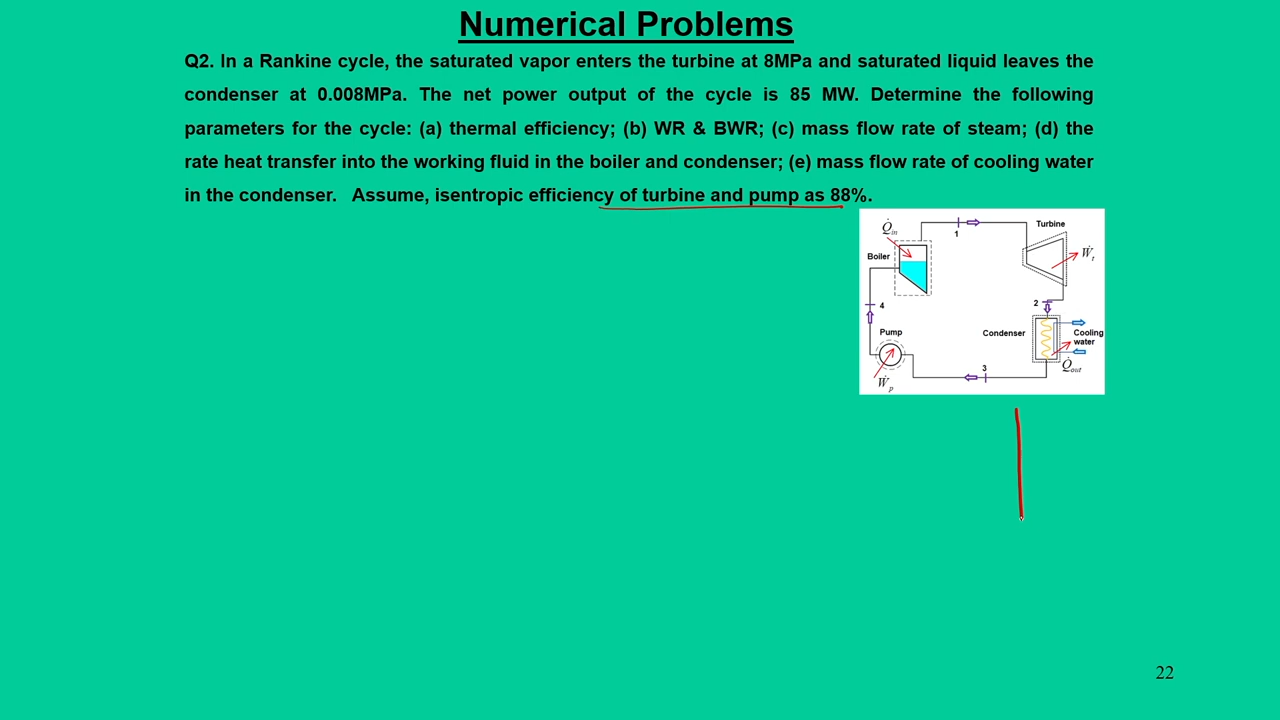 Numerical Problems
Q2. In a Rankine cycle, the saturated vapor enters the turbine at 8MPa and saturated liquid leaves the
condenser at 0.008MPa. The net power output of the cycle is 85 MW. Determine the following
parameters for the cycle: (a) thermal efficiency; (b) WR & BWR; (c) mass flow rate of steam; (d) the
rate heat transfer into the working fluid in the boiler and condenser; (e) mass flow rate of cooling water
in the condenser. Assume, isentropic efficiency of turbine and pump as 88%.
Q̇in
1
Turbine
Boiler
Ẇt
4
2
Pump
Condenser
Cooling
water
Q̇out
3
Ẇp
22